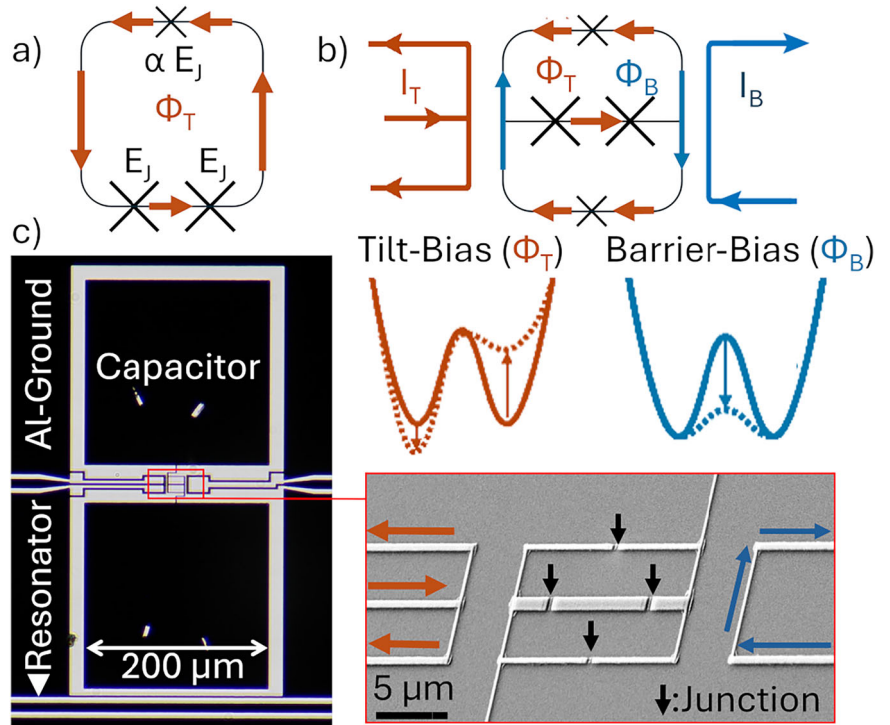 a)
α E_J
Φ_T
E_J E_J
b)
I_T
Φ_T Φ_B
I_B
Tilt-Bias (Φ_T)
Barrier-Bias (Φ_B)
c)
Al-Ground
Capacitor
Resonator
200 μm
5 μm
:Junction